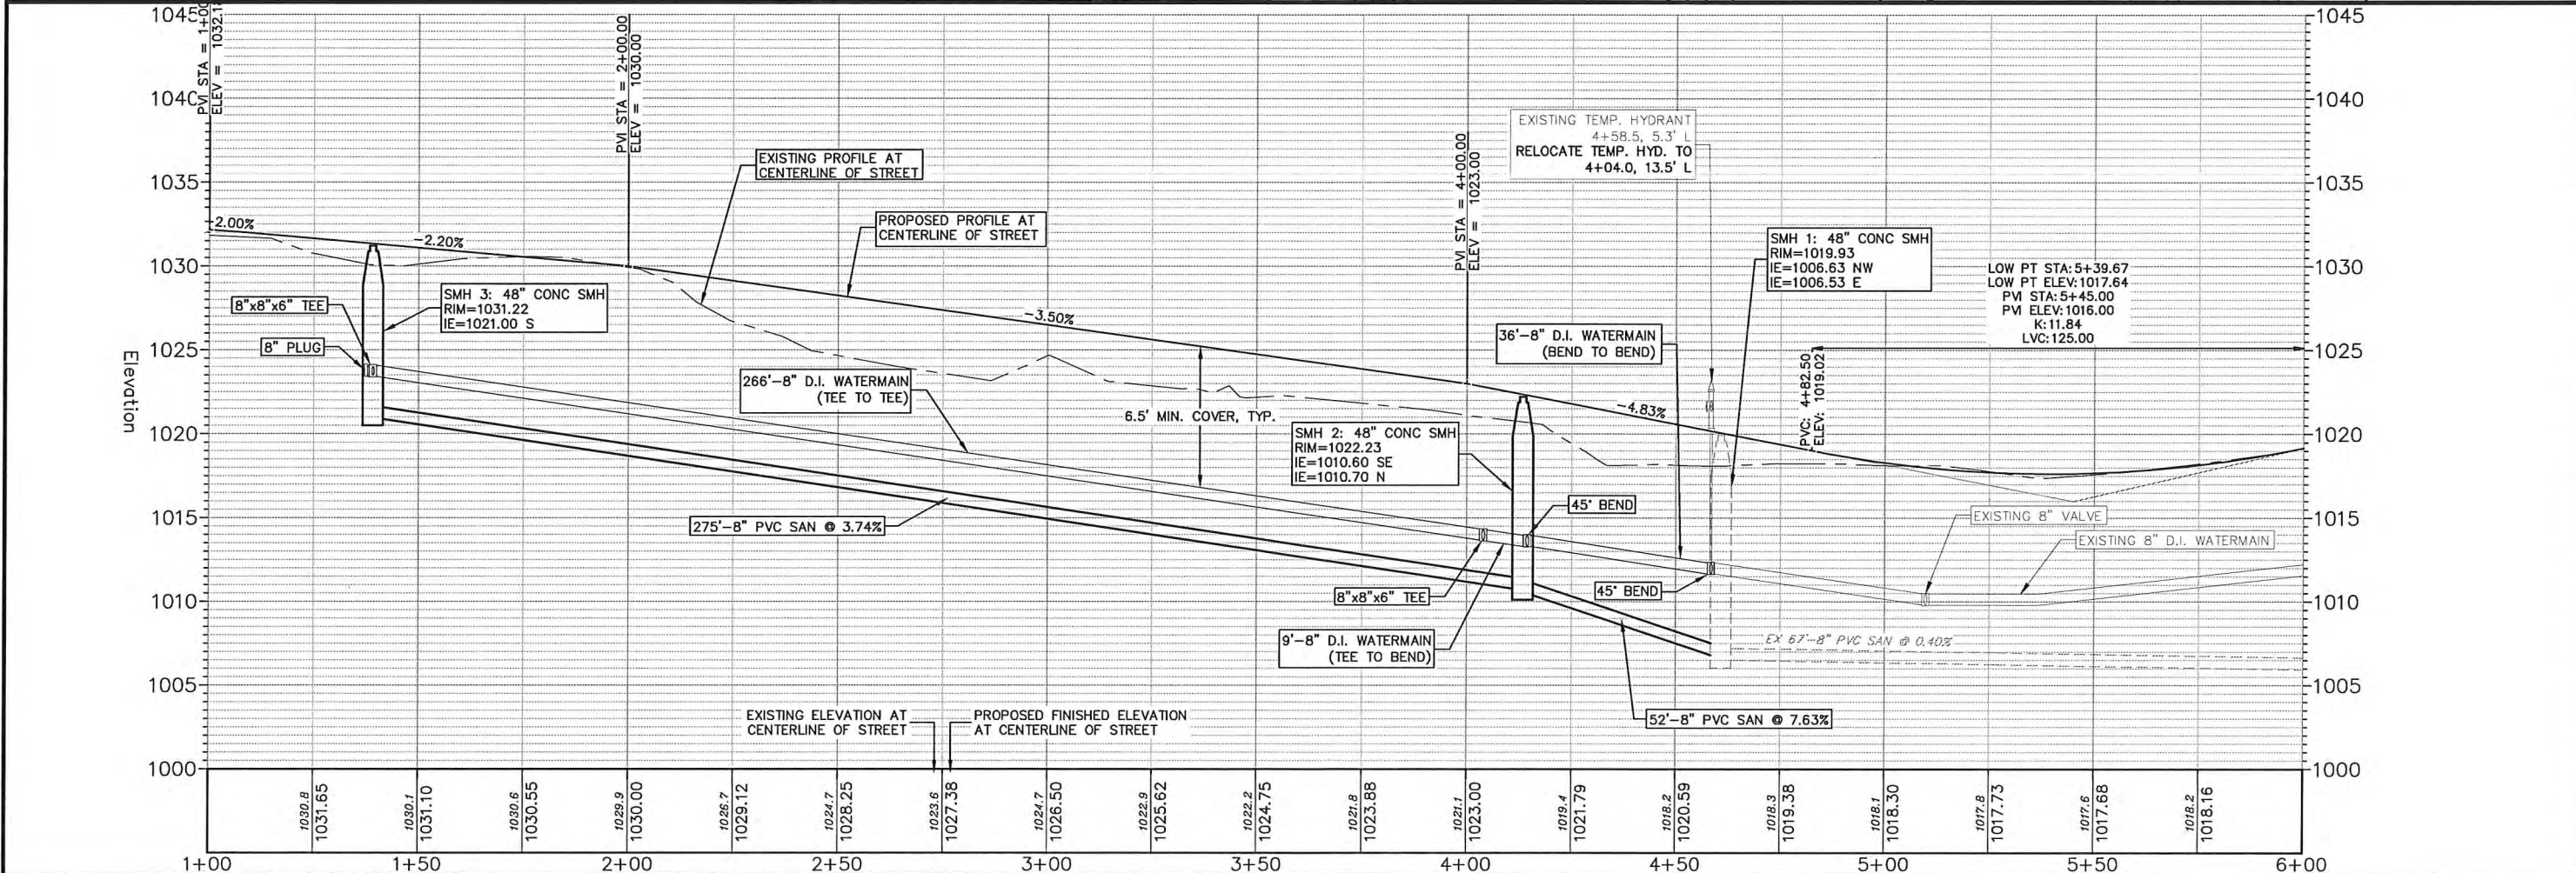 1045
1040
1035
1030
1025
1020
1015
1010
1005
1000
Elevation
PVI STA = 1+00
ELEV = 1032.1
PVI STA = 2+00.00
ELEV = 1030.00
PVI STA = 4+00.00
ELEV = 1023.00
-2.00%
-2.20%
-3.50%
-4.83%
EXISTING PROFILE AT
CENTERLINE OF STREET
PROPOSED PROFILE AT
CENTERLINE OF STREET
EXISTING TEMP. HYDRANT
4+58.5, 5.3' L
RELOCATE TEMP. HYD. TO
4+04.0, 13.5' L
SMH 1: 48" CONC SMH
RIM=1019.93
IE=1006.63 NW
IE=1006.53 E
LOW PT STA: 5+39.67
LOW PT ELEV: 1017.64
PVI STA: 5+45.00
PVI ELEV: 1016.00
K: 11.84
LVC: 125.00
PVC: 4+82.50
ELEV: 1019.02
8"x8"x6" TEE
8" PLUG
SMH 3: 48" CONC SMH
RIM=1031.22
IE=1021.00 S
266'-8" D.I. WATERMAIN
(TEE TO TEE)
6.5' MIN. COVER, TYP.
36'-8" D.I. WATERMAIN
(BEND TO BEND)
SMH 2: 48" CONC SMH
RIM=1022.23
IE=1010.60 SE
IE=1010.70 N
45° BEND
275'-8" PVC SAN @ 3.74%
EXISTING 8" VALVE
EXISTING 8" D.I. WATERMAIN
8"x8"x6" TEE
45° BEND
9'-8" D.I. WATERMAIN
(TEE TO BEND)
EX 67'-8" PVC SAN @ 0.40%
52'-8" PVC SAN @ 7.63%
EXISTING ELEVATION AT
CENTERLINE OF STREET
PROPOSED FINISHED ELEVATION
AT CENTERLINE OF STREET
1045
1040
1035
1030
1025
1020
1015
1010
1005
1000
1030.8
1031.65
1030.1
1031.10
1030.6
1030.55
1029.9
1030.00
1026.7
1029.12
1024.7
1028.25
1023.6
1027.38
1024.7
1026.50
1022.9
1025.62
1022.2
1024.75
1021.8
1023.88
1021.1
1023.00
1019.4
1021.79
1018.2
1020.59
1018.3
1019.38
1018.1
1018.30
1017.8
1017.73
1017.6
1017.68
1018.2
1018.16
1+00
1+50
2+00
2+50
3+00
3+50
4+00
4+50
5+00
5+50
6+00